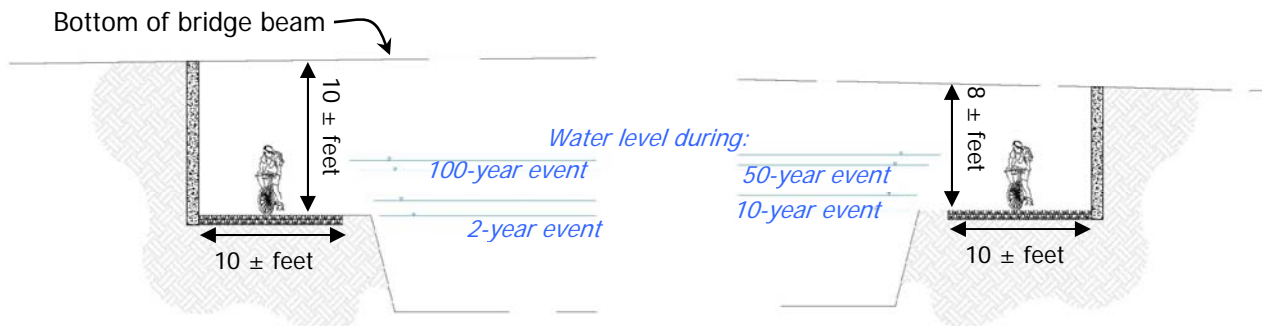 Bottom of bridge beam
10 ± feet
8 ± feet
Water level during:
100-year event
50-year event
10-year event
2-year event
10 ± feet
10 ± feet